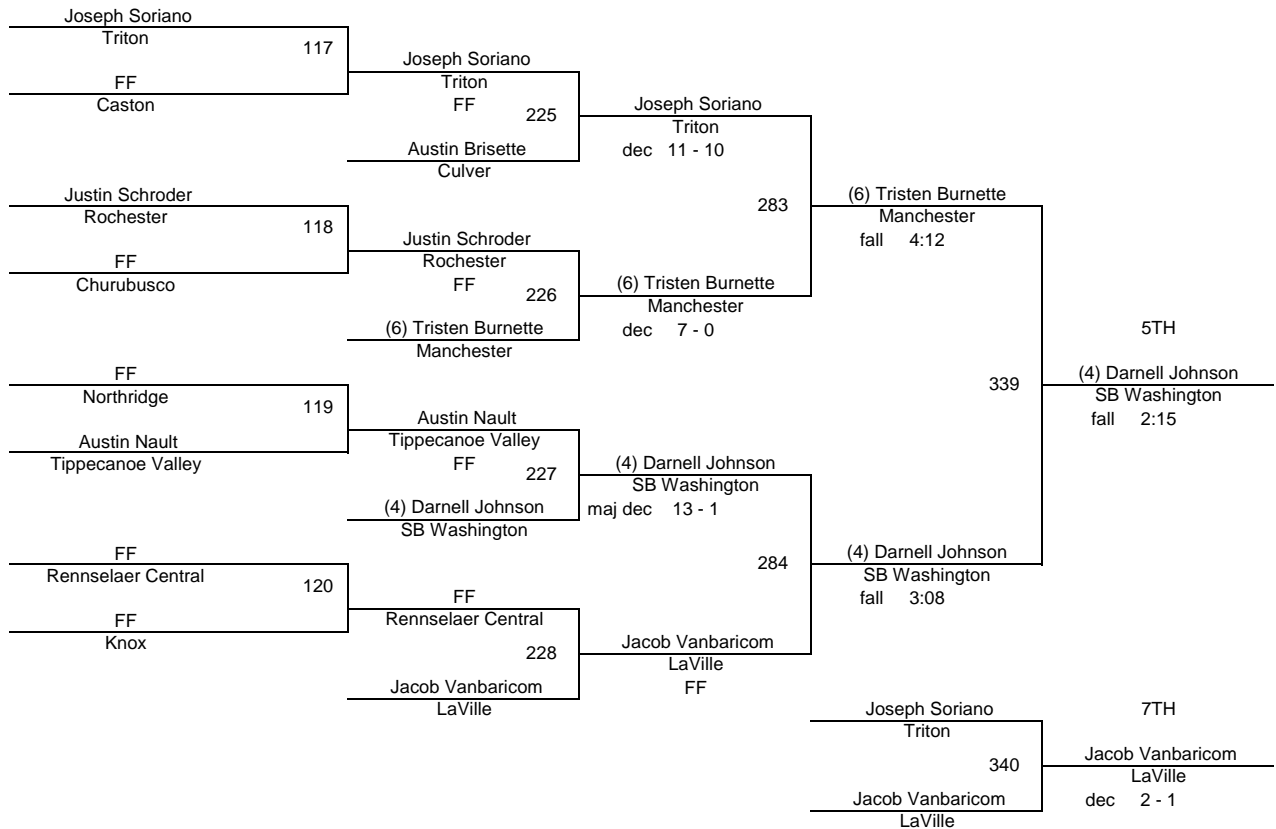 Joseph Soriano
Triton
117
FF
Caston
Joseph Soriano
Triton
FF
225
Austin Brisette
Culver
Joseph Soriano
Triton
dec 11 - 10
Justin Schroder
Rochester
118
FF
Churubusco
Justin Schroder
Rochester
FF
226
(6) Tristen Burnette
Manchester
(6) Tristen Burnette
Manchester
dec 7 - 0
283
(6) Tristen Burnette
Manchester
fall 4:12
FF
Northridge
119
Austin Nault
Tippecanoe Valley
Austin Nault
Tippecanoe Valley
FF
227
(4) Darnell Johnson
SB Washington
(4) Darnell Johnson
SB Washington
maj dec 13 - 1
FF
Rennselaer Central
120
FF
Knox
FF
Rennselaer Central
228
Jacob Vanbaricom
LaVille
Jacob Vanbaricom
LaVille
FF
284
(4) Darnell Johnson
SB Washington
fall 3:08
339
5TH
(4) Darnell Johnson
SB Washington
fall 2:15
Joseph Soriano
Triton
340
Jacob Vanbaricom
LaVille
7TH
Jacob Vanbaricom
LaVille
dec 2 - 1